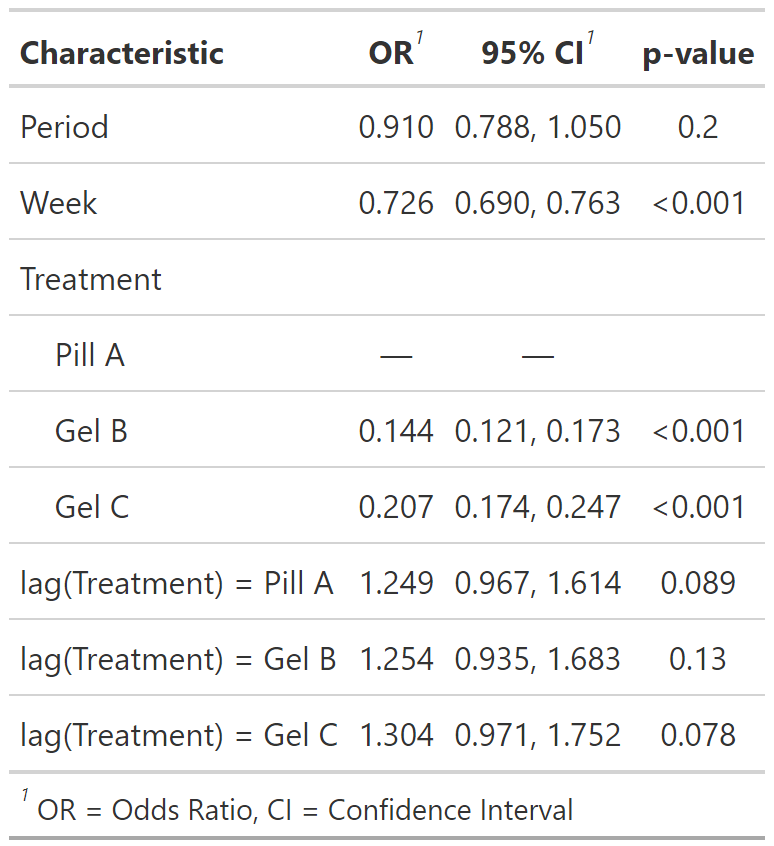 Characteristic OR1 95% CI1 p-value
Period 0.910 0.788, 1.050 0.2
Week 0.726 0.690, 0.763 <0.001
Treatment
Pill A — —
Gel B 0.144 0.121, 0.173 <0.001
Gel C 0.207 0.174, 0.247 <0.001
lag(Treatment) = Pill A 1.249 0.967, 1.614 0.089
lag(Treatment) = Gel B 1.254 0.935, 1.683 0.13
lag(Treatment) = Gel C 1.304 0.971, 1.752 0.078
1 OR = Odds Ratio, CI = Confidence Interval